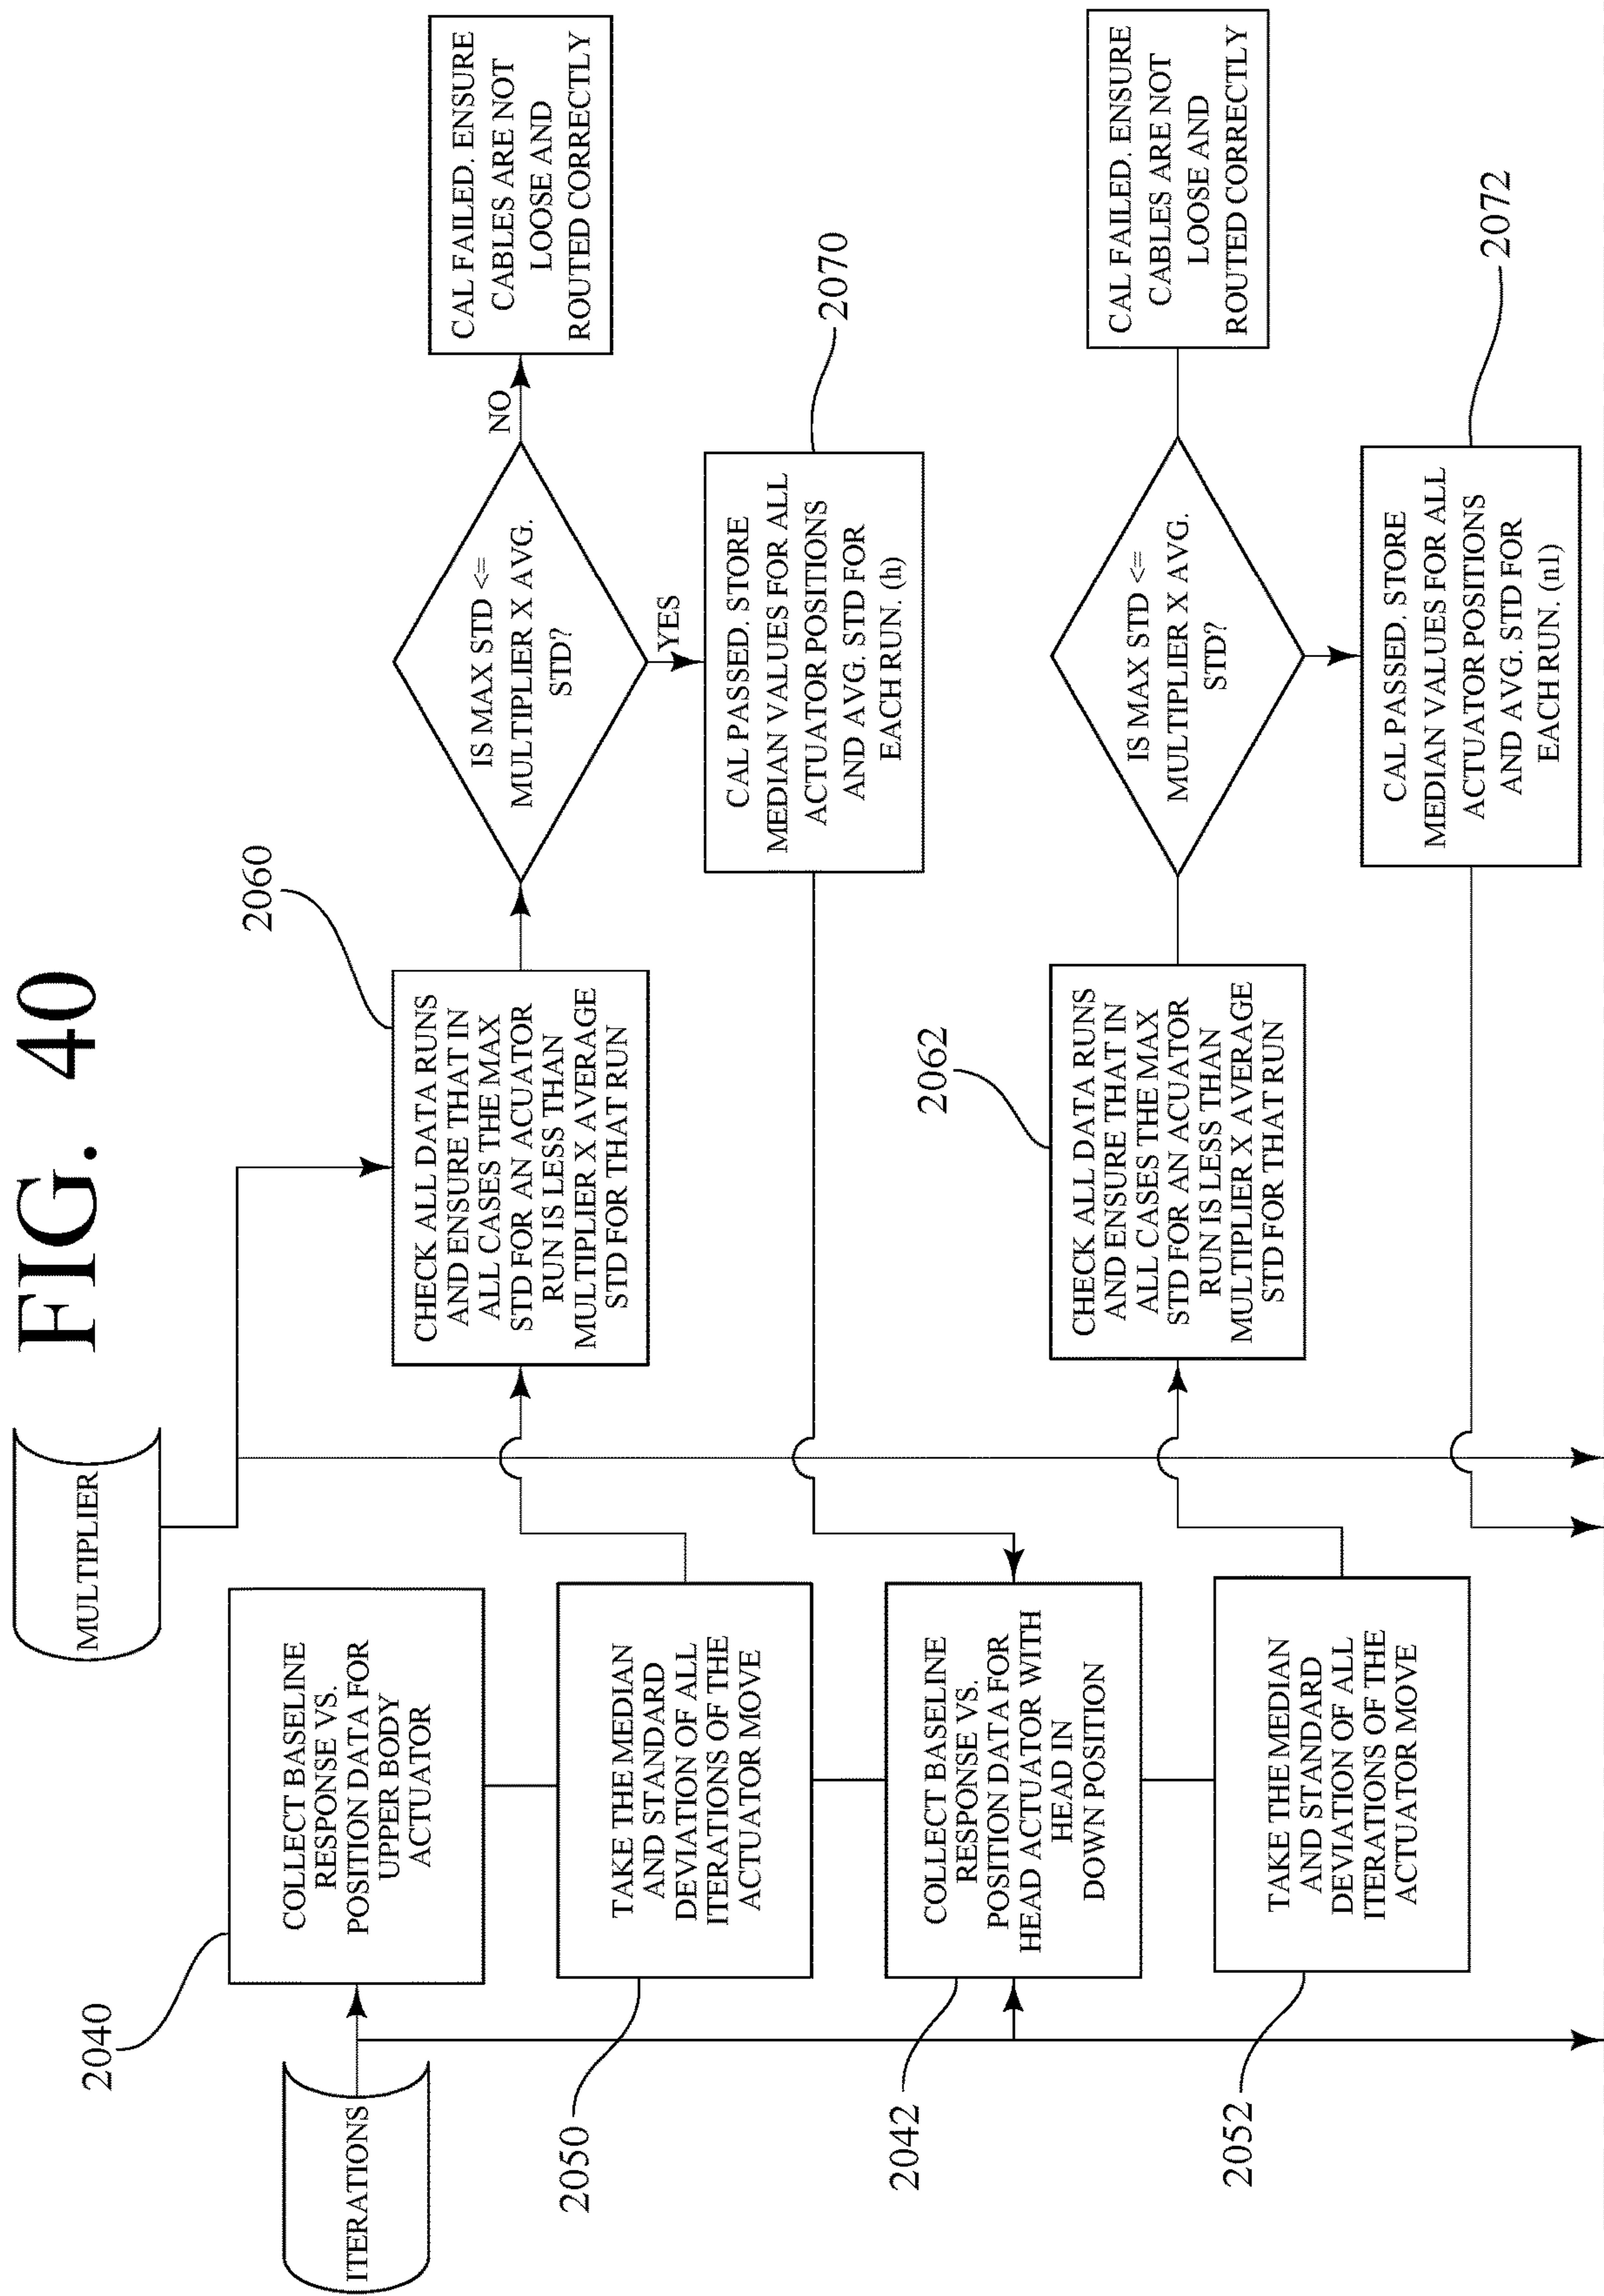 FIG. 40
MULTIPLIER
ITERATIONS
2040
COLLECT BASELINE
RESPONSE VS.
POSITION DATA FOR
UPPER BODY
ACTUATOR
2050
TAKE THE MEDIAN
AND STANDARD
DEVIATION OF ALL
ITERATIONS OF THE
ACTUATOR MOVE
2060
CHECK ALL DATA RUNS
AND ENSURE THAT IN
ALL CASES THE MAX
STD FOR AN ACUATOR
RUN IS LESS THAN
MULTIPLIER X AVERAGE
STD FOR THAT RUN
IS MAX STD <=
MULTIPLIER X AVG.
STD?
NO
CAL FAILED. ENSURE
CABLES ARE NOT
LOOSE AND
ROUTED CORRECTLY
YES
2070
CAL PASSED. STORE
MEDIAN VALUES FOR ALL
ACTUATOR POSITIONS
AND AVG. STD FOR
EACH RUN. (h)
2042
COLLECT BASELINE
RESPONSE VS.
POSITION DATA FOR
HEAD ACTUATOR WITH
HEAD IN
DOWN POSITION
2052
TAKE THE MEDIAN
AND STANDARD
DEVIATION OF ALL
ITERATIONS OF THE
ACTUATOR MOVE
2062
CHECK ALL DATA RUNS
AND ENSURE THAT IN
ALL CASES THE MAX
STD FOR AN ACUATOR
RUN IS LESS THAN
MULTIPLIER X AVERAGE
STD FOR THAT RUN
IS MAX STD <=
MULTIPLIER X AVG.
STD?
CAL FAILED. ENSURE
CABLES ARE NOT
LOOSE AND
ROUTED CORRECTLY
2072
CAL PASSED. STORE
MEDIAN VALUES FOR ALL
ACTUATOR POSITIONS
AND AVG. STD FOR
EACH RUN. (nl)